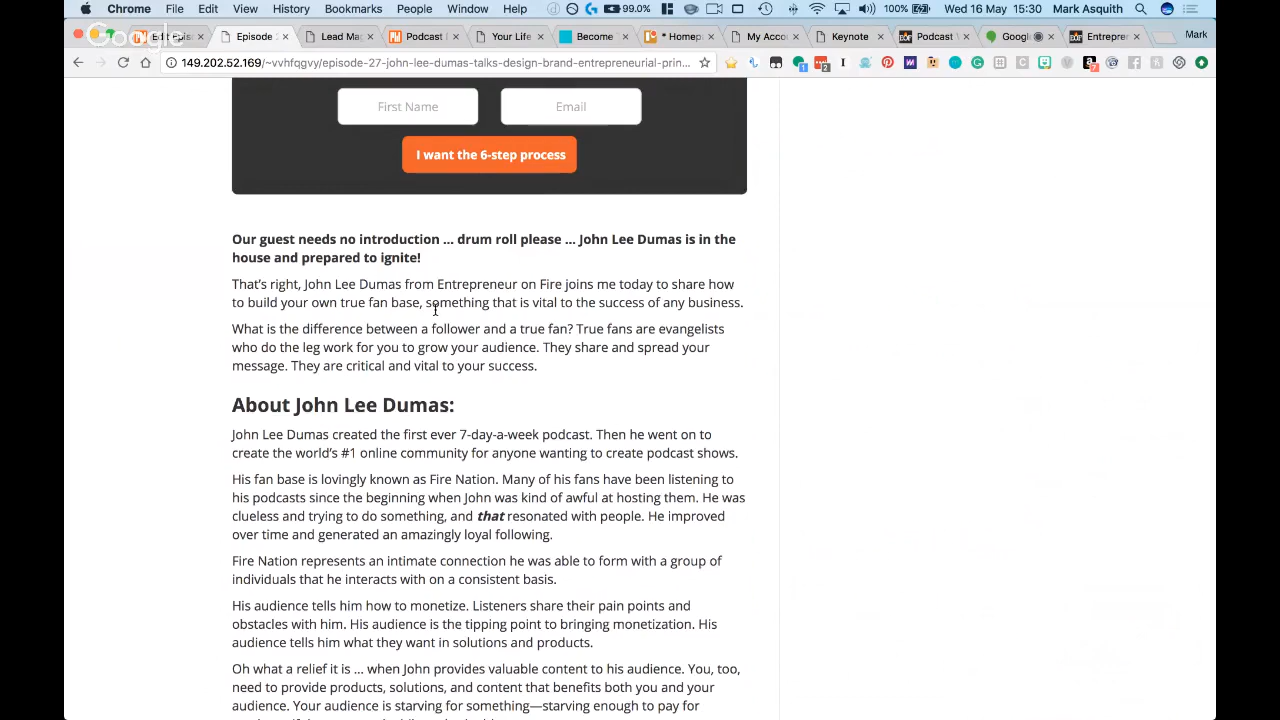 Chrome File Edit View History Bookmarks People Window Help 99.0% 100% Wed 16 May 15:30 Mark Asquith
Google
Edit Episo Episode Lead Ma Podcast Your Life Become * Homep My Acco Keynote Podcast Googl Entrepre Mark
149.202.52.169/~vvhfqgvy/episode-27-john-lee-dumas-talks-design-brand-entrepreneurial-prin...
1 2 7
First Name Email
I want the 6-step process
Our guest needs no introduction ... drum roll please ... John Lee Dumas is in the
house and prepared to ignite!
That's right, John Lee Dumas from Entrepreneur on Fire joins me today to share how
to build your own true fan base, something that is vital to the success of any business.
What is the difference between a follower and a true fan? True fans are evangelists
who do the leg work for you to grow your audience. They share and spread your
message. They are critical and vital to your success.
About John Lee Dumas:
John Lee Dumas created the first ever 7-day-a-week podcast. Then he went on to
create the world's #1 online community for anyone wanting to create podcast shows.
His fan base is lovingly known as Fire Nation. Many of his fans have been listening to
his podcasts since the beginning when John was kind of awful at hosting them. He was
clueless and trying to do something, and that resonated with people. He improved
over time and generated an amazingly loyal following.
Fire Nation represents an intimate connection he was able to form with a group of
individuals that he interacts with on a consistent basis.
His audience tells him how to monetize. Listeners share their pain points and
obstacles with him. His audience is the tipping point to bringing monetization. His
audience tells him what they want in solutions and products.
Oh what a relief it is ... when John provides valuable content to his audience. You, too,
need to provide products, solutions, and content that benefits both you and your
audience. Your audience is starving for something—starving enough to pay for